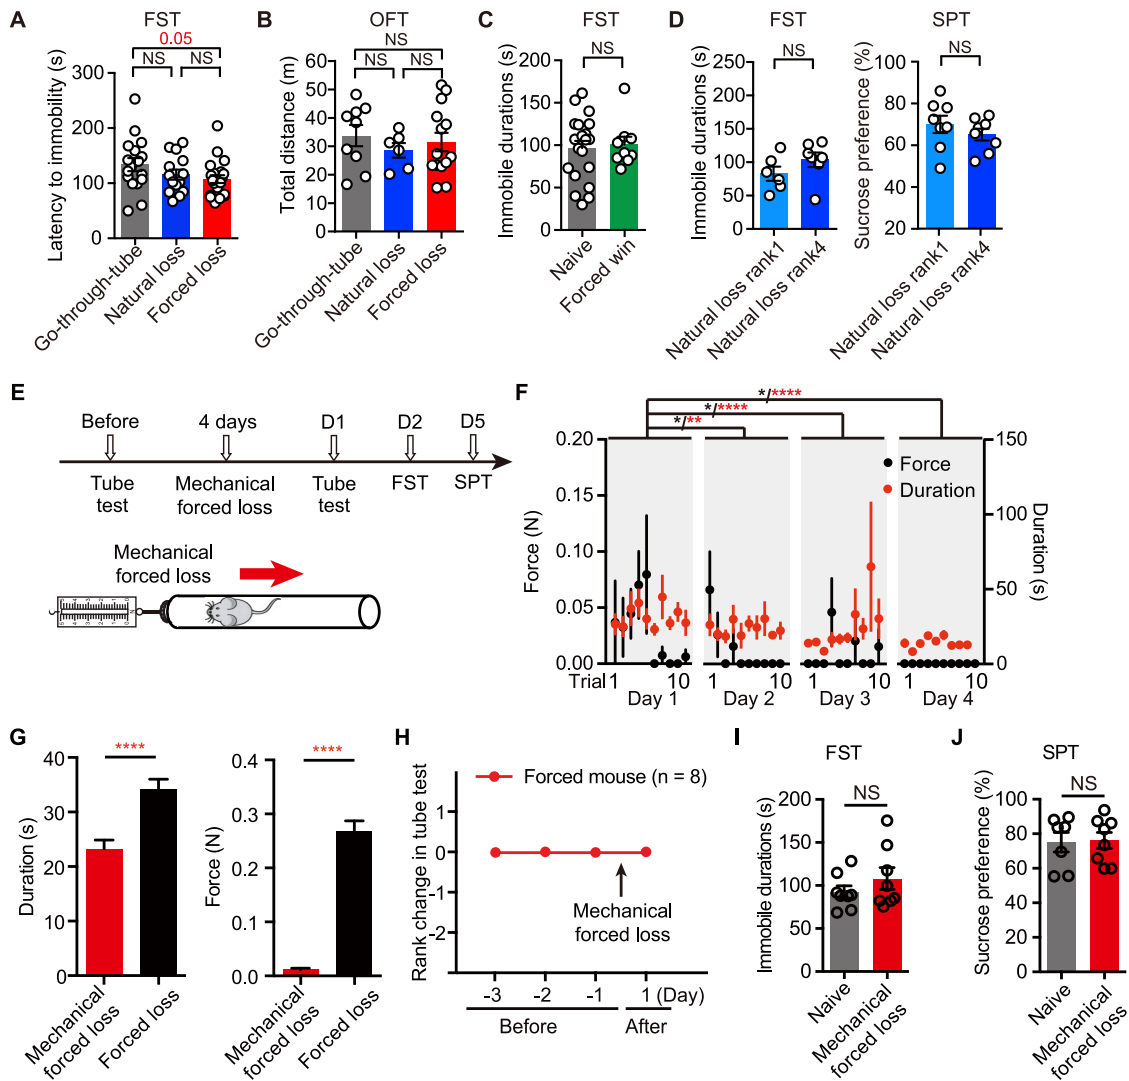 A
FST
0.05
NS
NS
Latency to immobility (s)
300
200
100
0
Go-through-tube
Natural loss
Forced loss
B
OFT
NS
NS
NS
Total distance (m)
60
50
40
30
20
10
0
Go-through-tube
Natural loss
Forced loss
C
FST
NS
Immobile durations (s)
200
150
100
50
0
Naive
Forced win
D
FST
NS
Immobile durations (s)
250
200
150
100
50
0
Natural loss rank1
Natural loss rank4
SPT
NS
Sucrose preference (%)
100
80
60
40
20
Natural loss rank1
Natural loss rank4
E
Before
4 days
D1
D2
D5
Tube
test
Mechanical
forced loss
Tube
test
FST
SPT
Mechanical
forced loss
F
*/****
*/****
*/**
Force (N)
0.20
0.15
0.10
0.05
0.00
Force
Duration
150
100
50
0
Duration (s)
Trial
1
10
1
10
1
10
1
10
Day 1
Day 2
Day 3
Day 4
G
****
Duration (s)
40
30
20
10
0
Mechanical
forced loss
Forced loss
****
Force (N)
0.4
0.3
0.2
0.1
0.0
Mechanical
forced loss
Forced loss
H
Forced mouse (n = 8)
Rank change in tube test
1
0
-1
-2
Mechanical
forced loss
-3
-2
-1
1 (Day)
Before
After
I
FST
NS
Immobile durations (s)
200
150
100
50
0
Naive
Mechanical
forced loss
J
SPT
NS
Sucrose preference (%)
100
80
60
40
20
0
Naive
Mechanical
forced loss